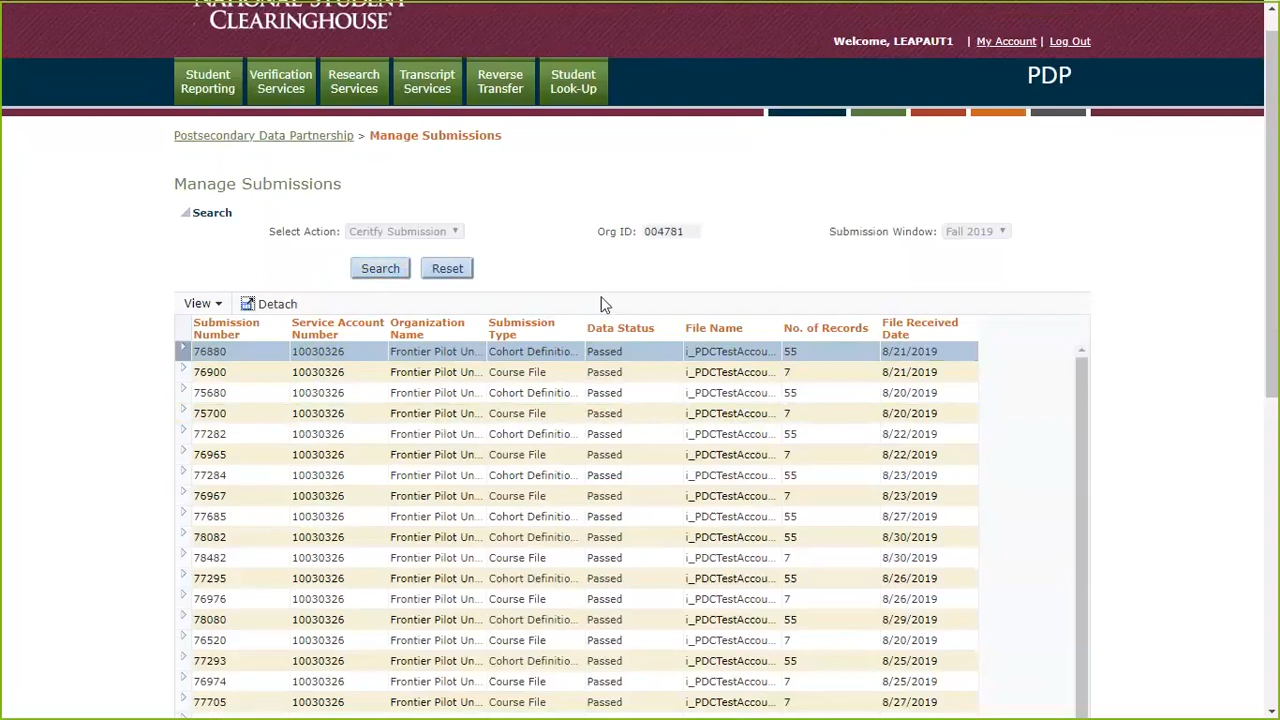 NATIONAL STUDENT
CLEARINGHOUSE®
Welcome, LEAPAUT1 | My Account | Log Out
Student Reporting
Verification Services
Research Services
Transcript Services
Reverse Transfer
Student Look-Up
PDP
Postsecondary Data Partnership > Manage Submissions
Manage Submissions
Search
Select Action: Certify Submission Org ID: 004781 Submission Window: Fall 2019
Search Reset
View Detach
Submission Number Service Account Number Organization Name Submission Type Data Status File Name No. of Records File Received Date
76880 10030326 Frontier Pilot Un... Cohort Definitio... Passed i_PDCTestAccou... 55 8/21/2019
76900 10030326 Frontier Pilot Un... Course File Passed i_PDCTestAccou... 7 8/21/2019
75680 10030326 Frontier Pilot Un... Cohort Definitio... Passed i_PDCTestAccou... 55 8/20/2019
75700 10030326 Frontier Pilot Un... Course File Passed i_PDCTestAccou... 7 8/20/2019
77282 10030326 Frontier Pilot Un... Cohort Definitio... Passed i_PDCTestAccou... 55 8/22/2019
76965 10030326 Frontier Pilot Un... Course File Passed i_PDCTestAccou... 7 8/22/2019
77284 10030326 Frontier Pilot Un... Cohort Definitio... Passed i_PDCTestAccou... 55 8/23/2019
76967 10030326 Frontier Pilot Un... Course File Passed i_PDCTestAccou... 7 8/23/2019
77685 10030326 Frontier Pilot Un... Cohort Definitio... Passed i_PDCTestAccou... 55 8/27/2019
78082 10030326 Frontier Pilot Un... Cohort Definitio... Passed i_PDCTestAccou... 55 8/30/2019
78482 10030326 Frontier Pilot Un... Course File Passed i_PDCTestAccou... 7 8/30/2019
77295 10030326 Frontier Pilot Un... Cohort Definitio... Passed i_PDCTestAccou... 55 8/26/2019
76976 10030326 Frontier Pilot Un... Course File Passed i_PDCTestAccou... 7 8/26/2019
78080 10030326 Frontier Pilot Un... Cohort Definitio... Passed i_PDCTestAccou... 55 8/29/2019
76520 10030326 Frontier Pilot Un... Course File Passed i_PDCTestAccou... 7 8/20/2019
77293 10030326 Frontier Pilot Un... Cohort Definitio... Passed i_PDCTestAccou... 55 8/25/2019
76974 10030326 Frontier Pilot Un... Course File Passed i_PDCTestAccou... 7 8/25/2019
77705 10030326 Frontier Pilot Un... Course File Passed i_PDCTestAccou... 7 8/27/2019